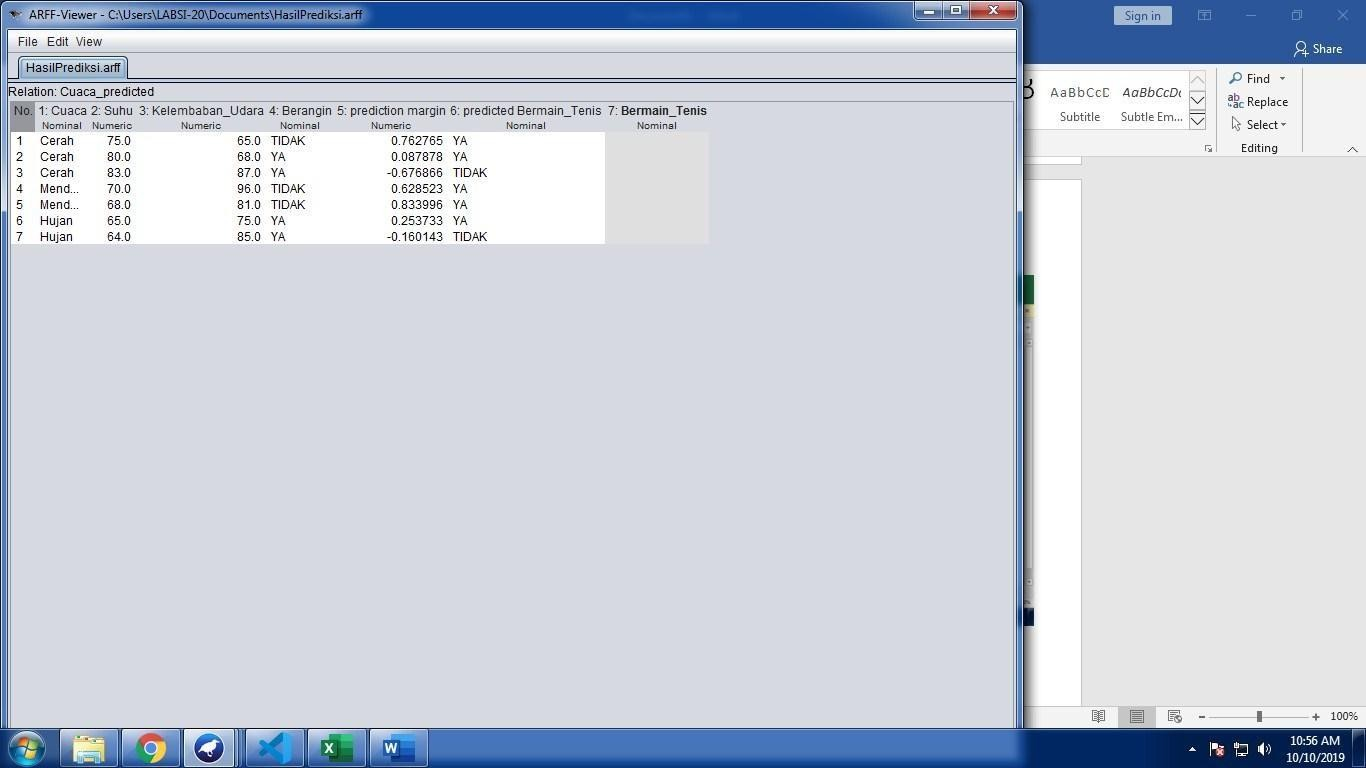 ARFF-Viewer - C:\Users\LABSI-20\Documents\HasilPrediksi.arff
Sign in
File Edit View
Share
HasilPrediksi.arff
Relation: Cuaca_predicted
No. 1: Cuaca 2: Suhu 3: Kelembaban_Udara 4: Berangin 5: prediction margin 6: predicted Bermain_Tenis 7: Bermain_Tenis
Nominal Numeric Numeric Nominal Numeric Nominal Nominal
1 Cerah 75.0 65.0 TIDAK 0.762765 YA
2 Cerah 80.0 68.0 YA 0.087878 YA
3 Cerah 83.0 87.0 YA -0.676866 TIDAK
4 Mend... 70.0 96.0 TIDAK 0.628523 YA
5 Mend... 68.0 81.0 TIDAK 0.833996 YA
6 Hujan 65.0 75.0 YA 0.253733 YA
7 Hujan 64.0 85.0 YA -0.160143 TIDAK
AaBbCcD AaBbCcDi
Subtitle Subtle Em...
Find
Replace
Select
Editing
100%
10:56 AM
10/10/2019